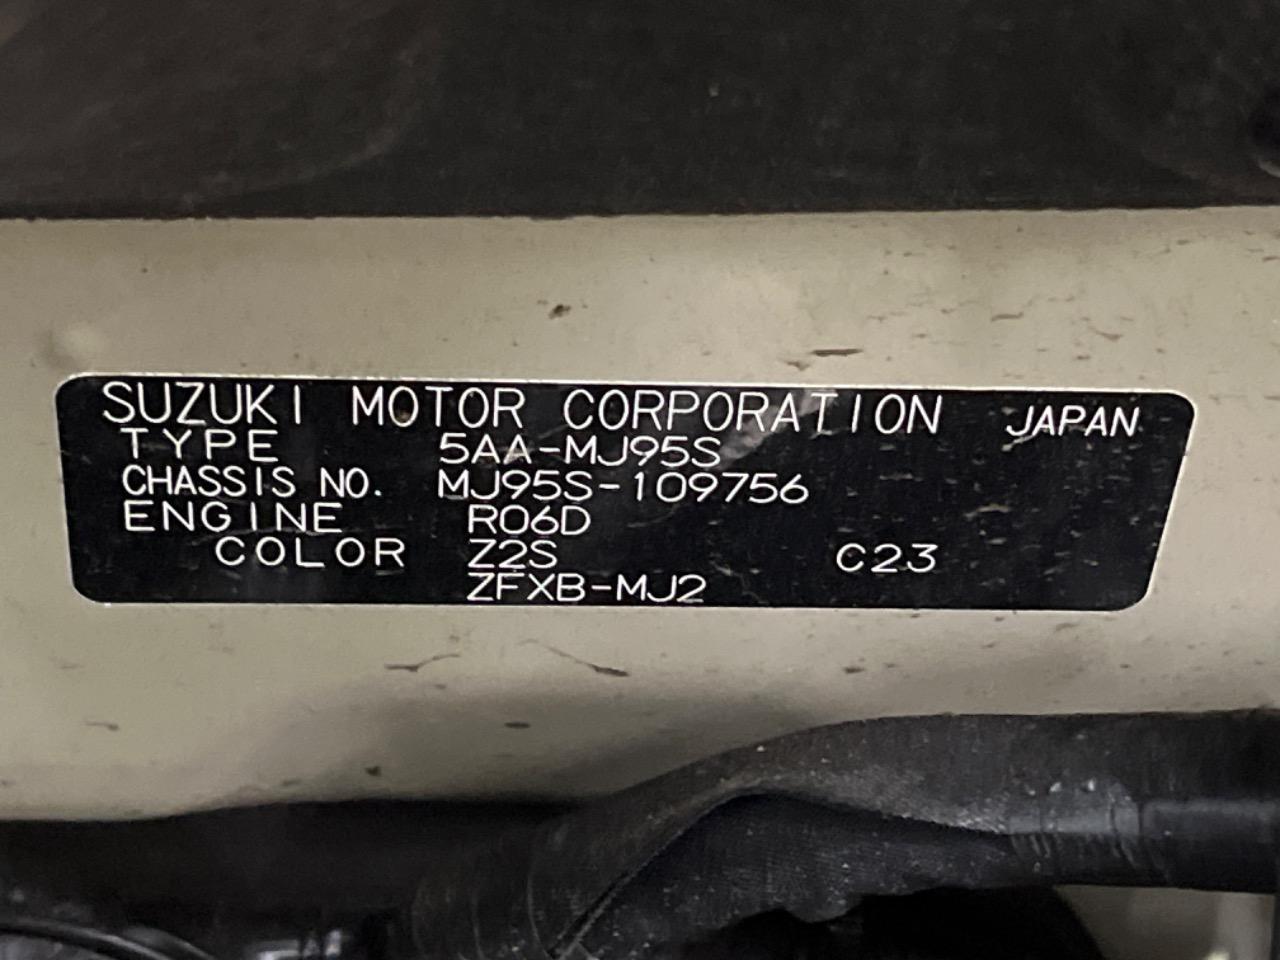 SUZUKI MOTOR CORPORATION JAPAN
TYPE 5AA-MJ95S
CHASSIS NO. MJ95S-109756
ENGINE R06D
COLOR Z2S C23
ZFXB-MJ2